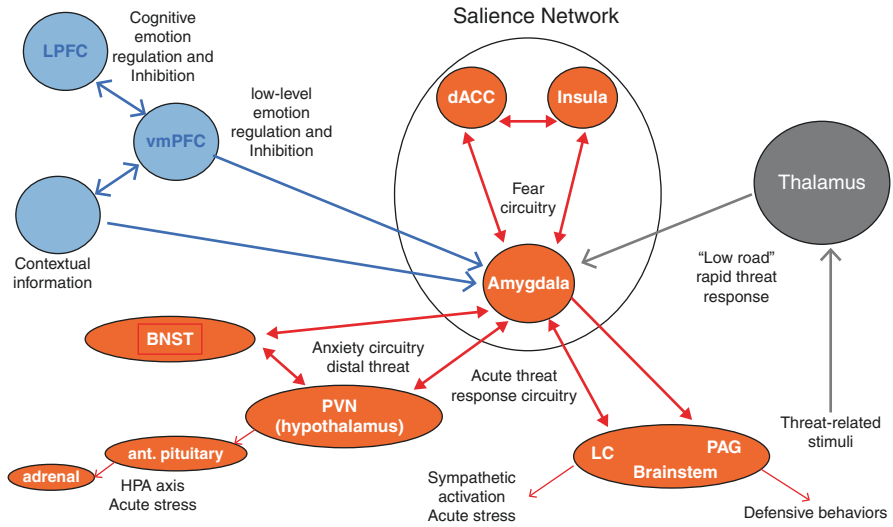 Salience Network
Cognitive
emotion
regulation and
Inhibition
LPFC
low-level
emotion
regulation and
Inhibition
vmPFC
dACC
Insula
Fear
circuitry
Thalamus
Contextual
information
Amygdala
“Low road”
rapid threat
response
BNST
Anxiety circuitry
distal threat
Acute threat
response circuitry
PVN
(hypothalamus)
Threat-related
stimuli
ant. pituitary
adrenal
HPA axis
Acute stress
LC
PAG
Brainstem
Sympathetic
activation
Acute stress
Defensive behaviors